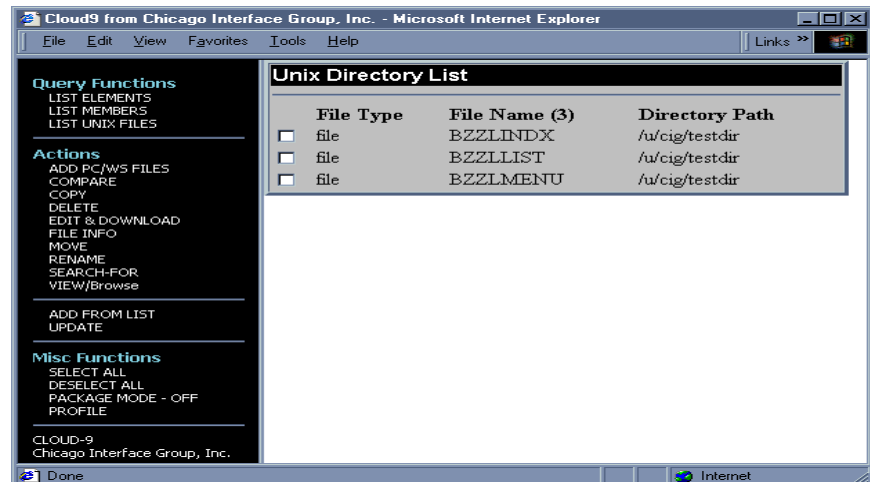 Cloud9 from Chicago Interface Group, Inc. - Microsoft Internet Explorer
File Edit View Favorites Tools Help Links »
Query Functions
LIST ELEMENTS
LIST MEMBERS
LIST UNIX FILES
Actions
ADD PC/WS FILES
COMPARE
COPY
DELETE
EDIT & DOWNLOAD
FILE INFO
MOVE
RENAME
SEARCH-FOR
VIEW/Browse
ADD FROM LIST
UPDATE
Misc Functions
SELECT ALL
DESELECT ALL
PACKAGE MODE - OFF
PROFILE
CLOUD-9
Chicago Interface Group, Inc.
Unix Directory List
File Type File Name (3) Directory Path
file BZZLINDX /u/cig/testdir
file BZZLLIST /u/cig/testdir
file BZZLMENU /u/cig/testdir
Done Internet